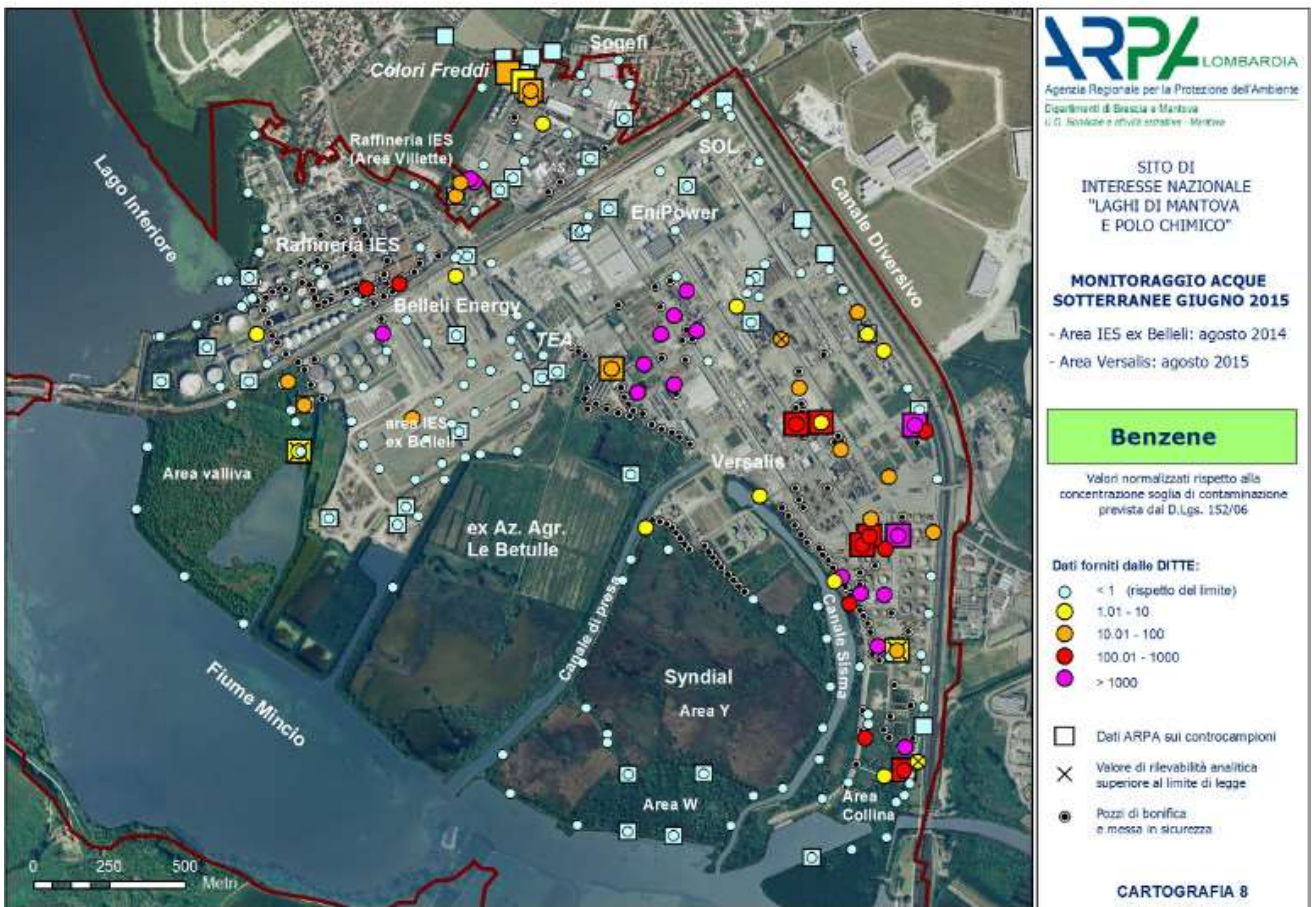 Sogefi
Colori Freddi
Raffineria IES
(Area Villette)
SOL
Lago Inferiore
Canale Diversivo
EniPower
Raffineria IES
Belleli Energy
TEA
area IES
ex Belleli
Area valliva
Versalis
ex Az. Agr.
Le Betulle
Canale di presa
Canale Sisma
Fiume Mincio
Syndial
Area Y
Area W
Area
Collina
0 250 500
Metri
ARPA LOMBARDIA
Agenzia Regionale per la Protezione dell'Ambiente
Dipartimenti di Brescia e Mantova
U.O. Bonifiche e attività estrattive - Mantova
SITO DI
INTERESSE NAZIONALE
"LAGHI DI MANTOVA
E POLO CHIMICO"
MONITORAGGIO ACQUE
SOTTERRANEE GIUGNO 2015
- Area IES ex Belleli: agosto 2014
- Area Versalis: agosto 2015
Benzene
Valori normalizzati rispetto alla
concentrazione soglia di contaminazione
prevista dal D.Lgs. 152/06
Dati forniti dalle DITTE:
< 1 (rispetto del limite)
1.01 - 10
10.01 - 100
100.01 - 1000
> 1000
Dati ARPA sui controcampioni
Valore di rilevabilità analitica
superiore al limite di legge
Pozzi di bonifica
e messa in sicurezza
CARTOGRAFIA 8